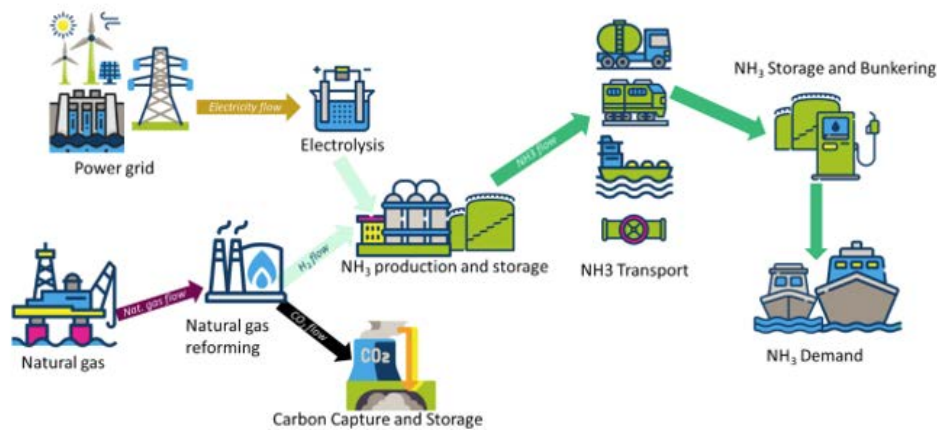 Power grid
Electricity flow
+
-
Electrolysis
NH3 flow
NH₃ Storage and Bunkering
H₂ flow
NH₃ production and storage
NH3 Transport
Natural gas
Nat. gas flow
Natural gas
reforming
CO₂ flow
CO₂
Carbon Capture and Storage
NH₃ Demand